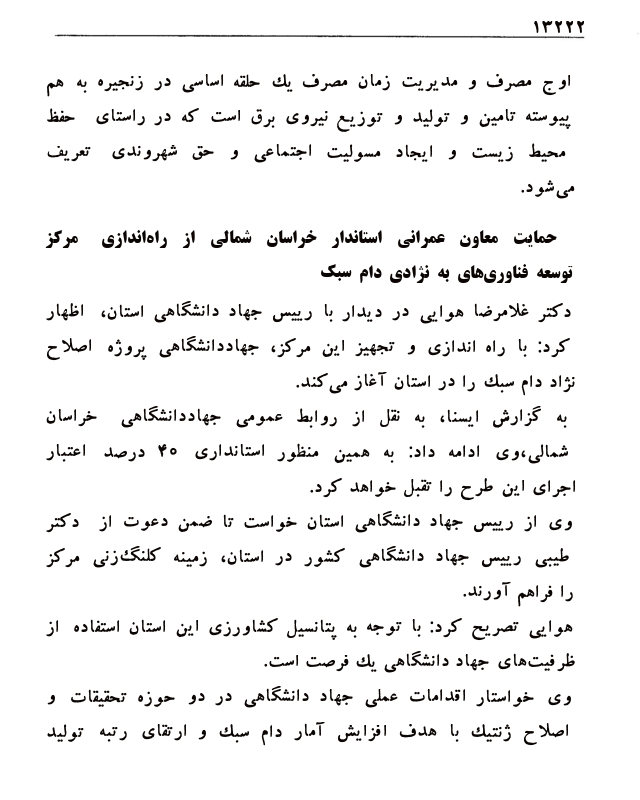 ۱۳۲۲۲
اوج مصرف و مدیریت زمان مصرف یك حلقه اساسی در زنجیره به هم
پیوسته تامین و تولید و توزیع نیروی برق است که در راستای حفظ
محیط زیست و ایجاد مسولیت اجتماعی و حق شهروندی تعریف
می‌شود.
حمایت معاون عمرانی استاندار خراسان شمالی از راه‌اندازی مرکز
توسعه فناوری‌های به نژادی دام سبک
دکتر غلامرضا هوایی در دیدار با رییس جهاد دانشگاهی استان، اظهار
کرد: با راه اندازی و تجهیز این مرکز، جهاددانشگاهی پروژه اصلاح
نژاد دام سبك را در استان آغاز می‌کند.
به گزارش ایسنا، به نقل از روابط عمومی جهاددانشگاهی خراسان
شمالی،وی ادامه داد: به همین منظور استانداری ۴۰ درصد اعتبار
اجرای این طرح را تقبل خواهد کرد.
وی از رییس جهاد دانشگاهی استان خواست تا ضمن دعوت از دکتر
طیبی رییس جهاد دانشگاهی کشور در استان، زمینه کلنگ‌زنی مرکز
را فراهم آورند.
هوایی تصریح کرد: با توجه به پتانسیل کشاورزی این استان استفاده از
ظرفیت‌های جهاد دانشگاهی یك فرصت است.
وی خواستار اقدامات عملی جهاد دانشگاهی در دو حوزه تحقیقات و
اصلاح ژنتیك با هدف افزایش آمار دام سبك و ارتقای رتبه تولید